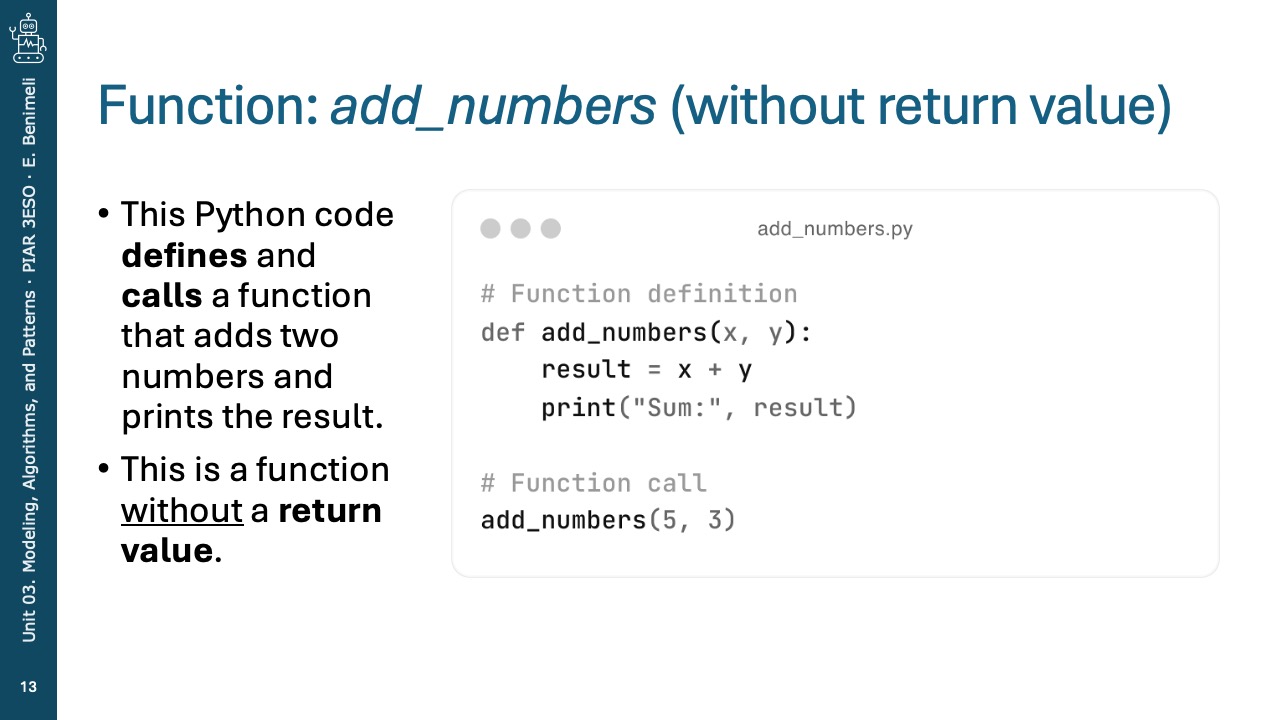 Unit 03. Modeling, Algorithms, and Patterns · PIAR 3ESO · E. Benimeli
13
Function: add_numbers (without return value)
• This Python code
defines and
calls a function
that adds two
numbers and
prints the result.
• This is a function
without a return
value.
add_numbers.py
# Function definition
def add_numbers(x, y):
    result = x + y
    print("Sum:", result)
# Function call
add_numbers(5, 3)